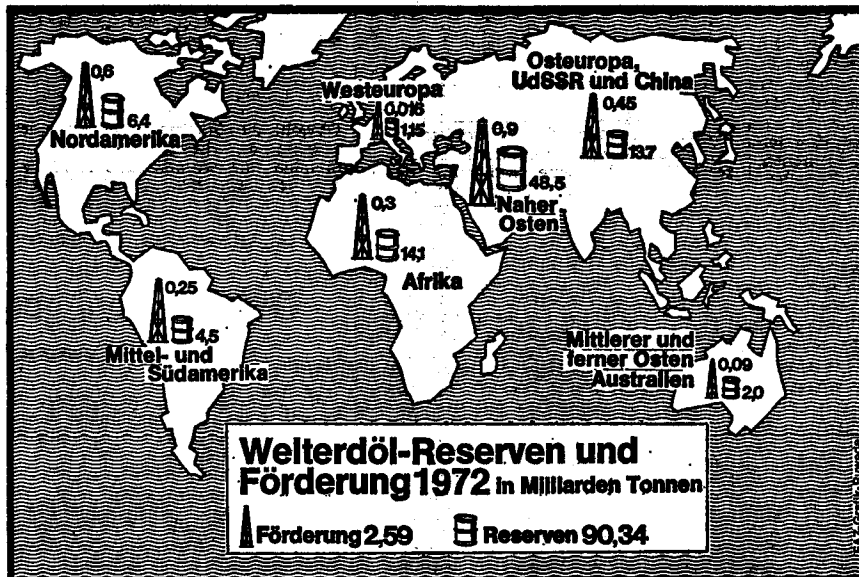 0,6
6,4
Nordamerika
Westeuropa
0,016
1,15
Osteuropa,
UdSSR und China
0,45
13,7
0,9
48,5
Naher
Osten
0,3
14,1
Afrika
0,25
4,5
Mittel- und
Südamerika
Mittlerer und
ferner Osten
Australien
0,09
2,0
Welterdöl-Reserven und
Förderung 1972 in Milliarden Tonnen
Förderung 2,59 Reserven 90,34